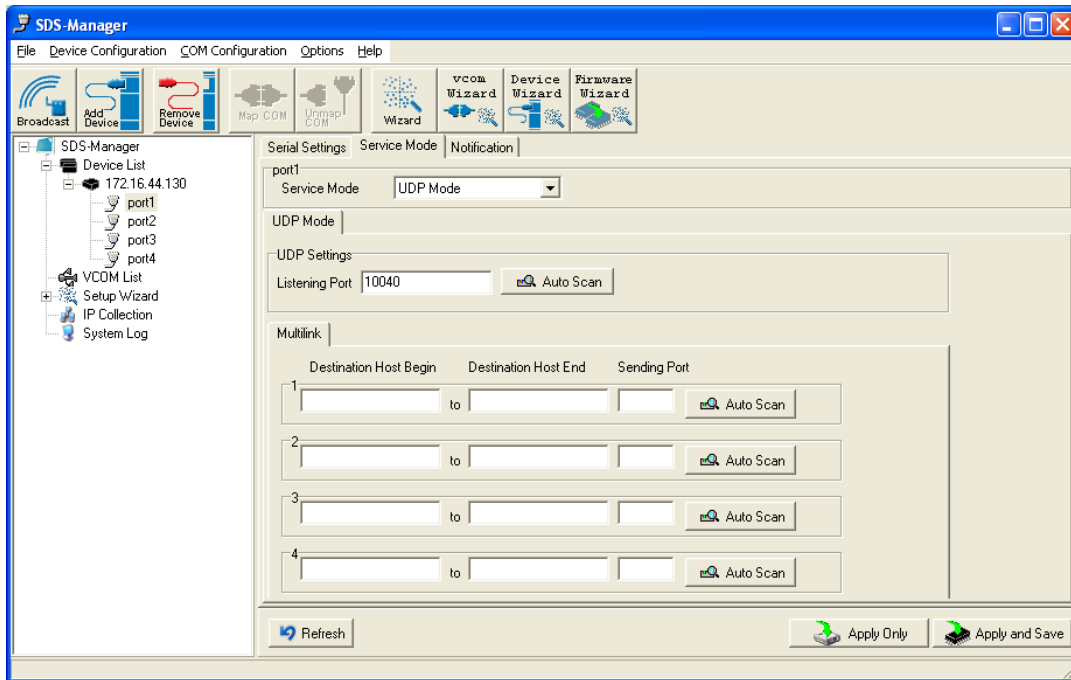 SDS-Manager
File Device Configuration COM Configuration Options Help
Broadcast
Add Device
Remove Device
Map COM
Unmap COM
Wizard
vcom Wizard
Device Wizard
Firmware Wizard
SDS-Manager
Device List
172.16.44.130
port1
port2
port3
port4
VCOM List
Setup Wizard
IP Collection
System Log
Serial Settings Service Mode Notification
port1
Service Mode UDP Mode
UDP Mode
UDP Settings
Listening Port 10040 Auto Scan
Multilink
Destination Host Begin Destination Host End Sending Port
1
to Auto Scan
2
to Auto Scan
3
to Auto Scan
4
to Auto Scan
Refresh Apply Only Apply and Save